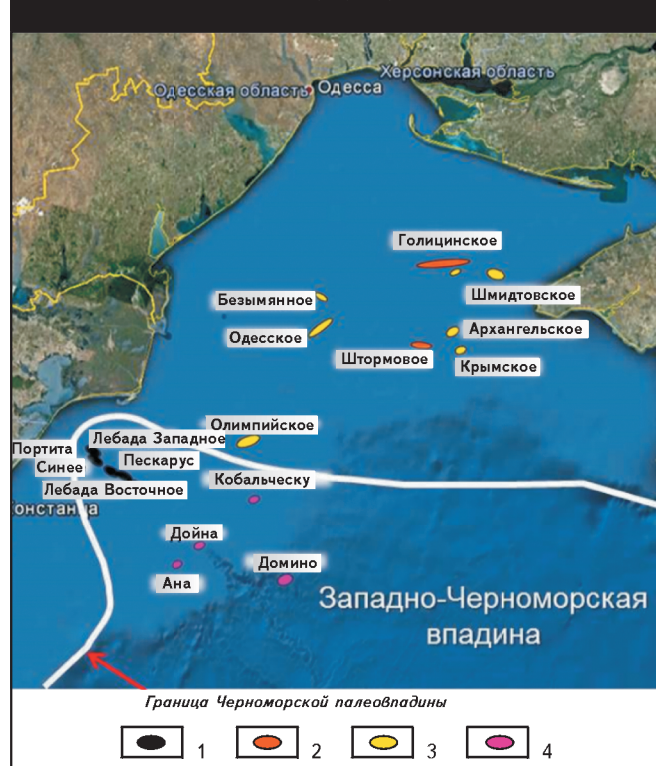 Херсонская область
Одесская область
Одесса
Голицинское
Шмидтовское
Безымянное
Архангельское
Одесское
Штормовое
Крымское
Олимпийское
Лебада Западное
Портита
Пескарус
Синее
Кобальческу
Лебада Восточное
онстанца
Дойна
Домино
Ана
Западно-Черноморская
впадина
Граница Черноморской палеовпадины
1 2 3 4